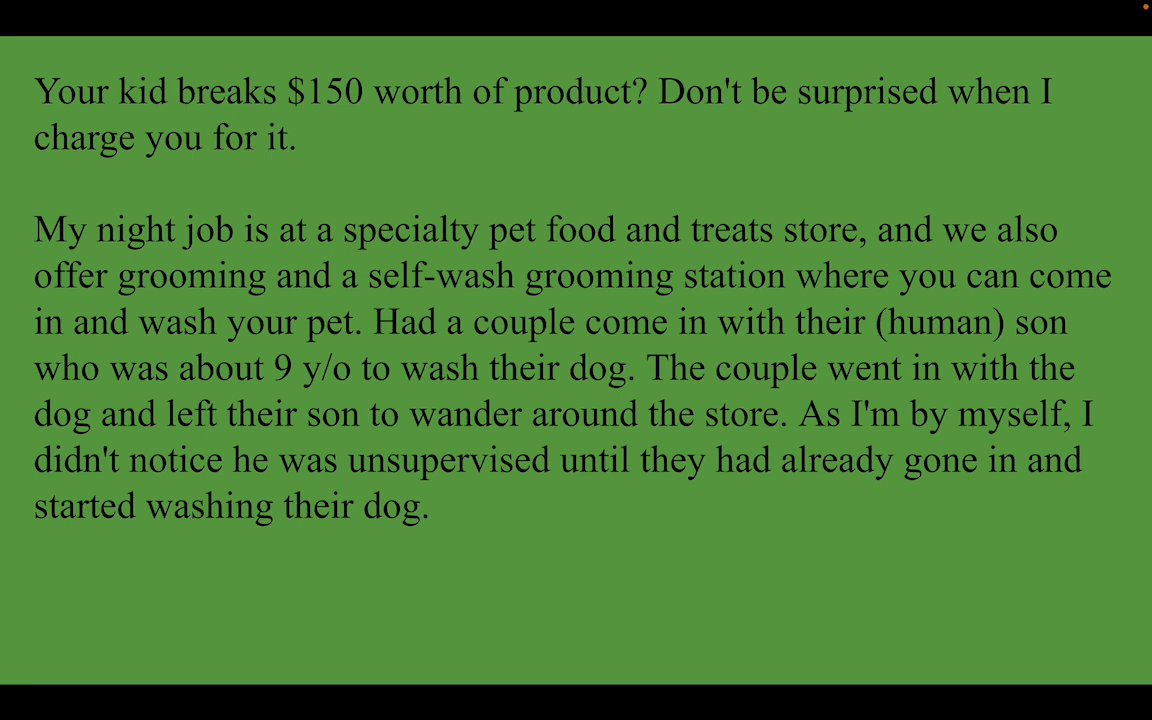 Your kid breaks $150 worth of product? Don't be surprised when I
charge you for it.
My night job is at a specialty pet food and treats store, and we also
offer grooming and a self-wash grooming station where you can come
in and wash your pet. Had a couple come in with their (human) son
who was about 9 y/o to wash their dog. The couple went in with the
dog and left their son to wander around the store. As I'm by myself, I
didn't notice he was unsupervised until they had already gone in and
started washing their dog.